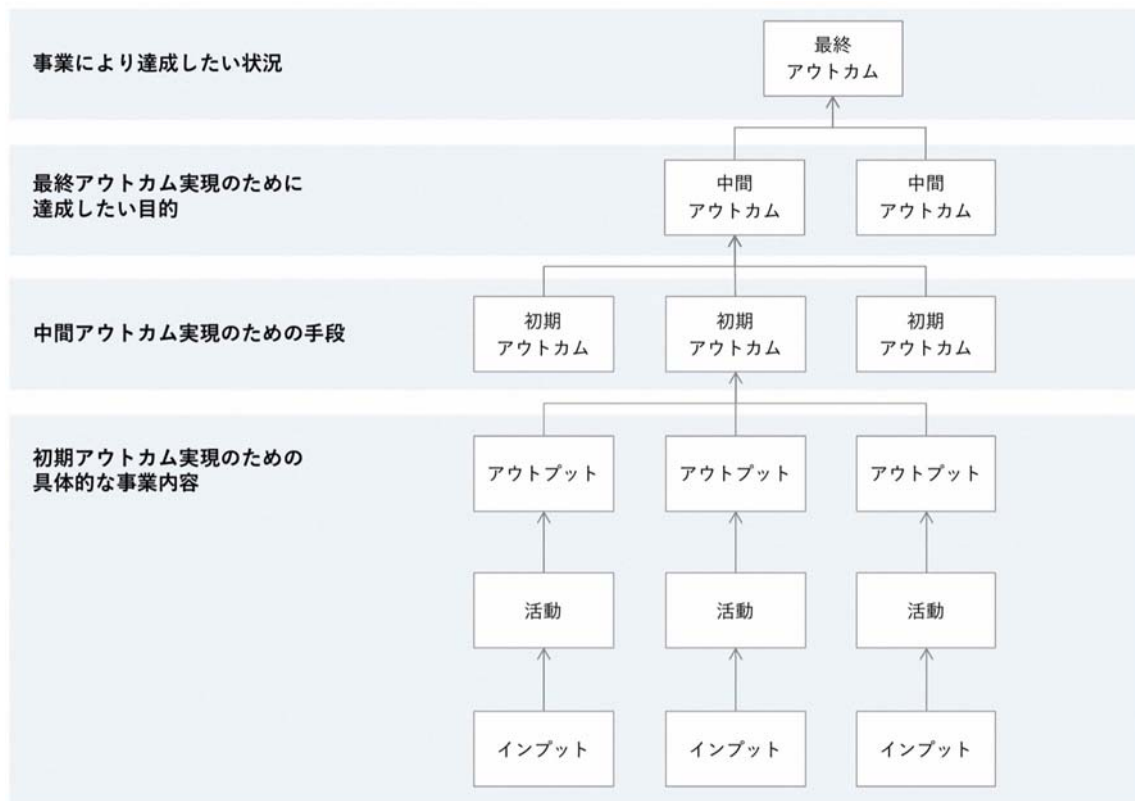 事業により達成したい状況
最終
アウトカム
最終アウトカム実現のために
達成したい目的
中間
アウトカム
中間
アウトカム
中間アウトカム実現のための手段
初期
アウトカム
初期
アウトカム
初期
アウトカム
初期アウトカム実現のための
具体的な事業内容
アウトプット
アウトプット
アウトプット
活動
活動
活動
インプット
インプット
インプット